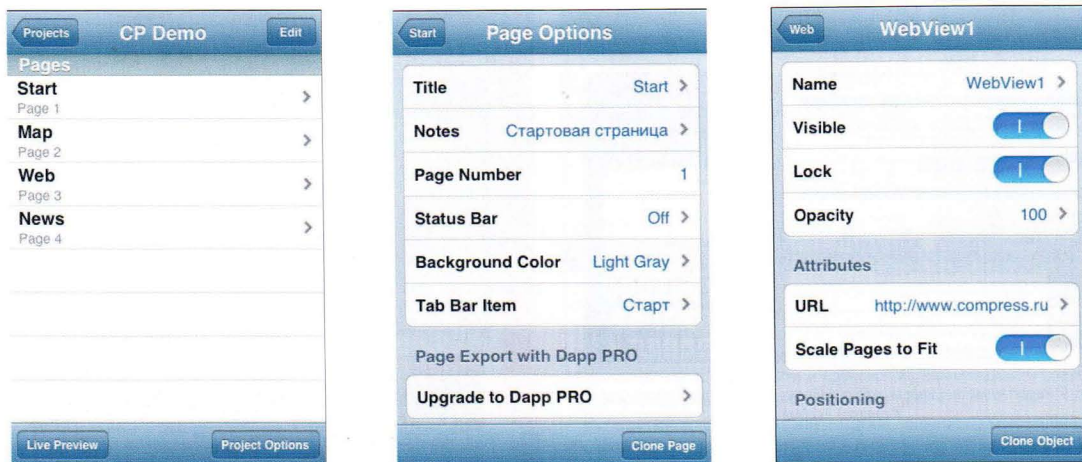 Projects
CP Demo
Edit
Pages
Start
Page 1
Map
Page 2
Web
Page 3
News
Page 4
Live Preview
Project Options
Start
Page Options
Title
Start
Notes
Стартовая страница
Page Number
1
Status Bar
Off
Background Color
Light Gray
Tab Bar Item
Старт
Page Export with Dapp PRO
Upgrade to Dapp PRO
Clone Page
Web
WebView1
Name
WebView1
Visible
Lock
Opacity
100
Attributes
URL
http://www.compress.ru
Scale Pages to Fit
Positioning
Clone Object